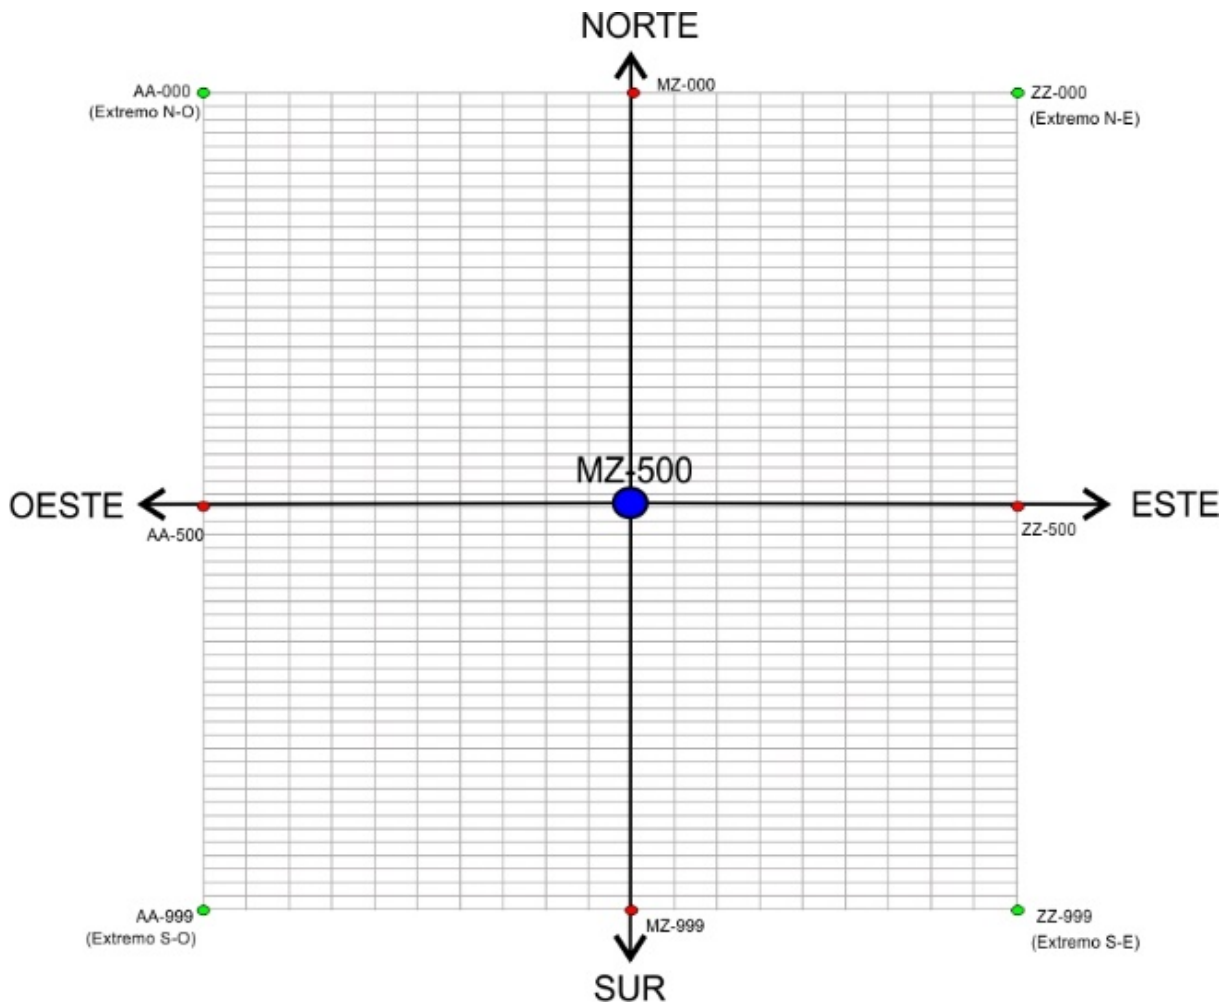 NORTE
AA-000
(Extremo N-O)
MZ-000
ZZ-000
(Extremo N-E)
MZ-500
OESTE
ESTE
AA-500
ZZ-500
AA-999
(Extremo S-O)
MZ-999
ZZ-999
(Extremo S-E)
SUR